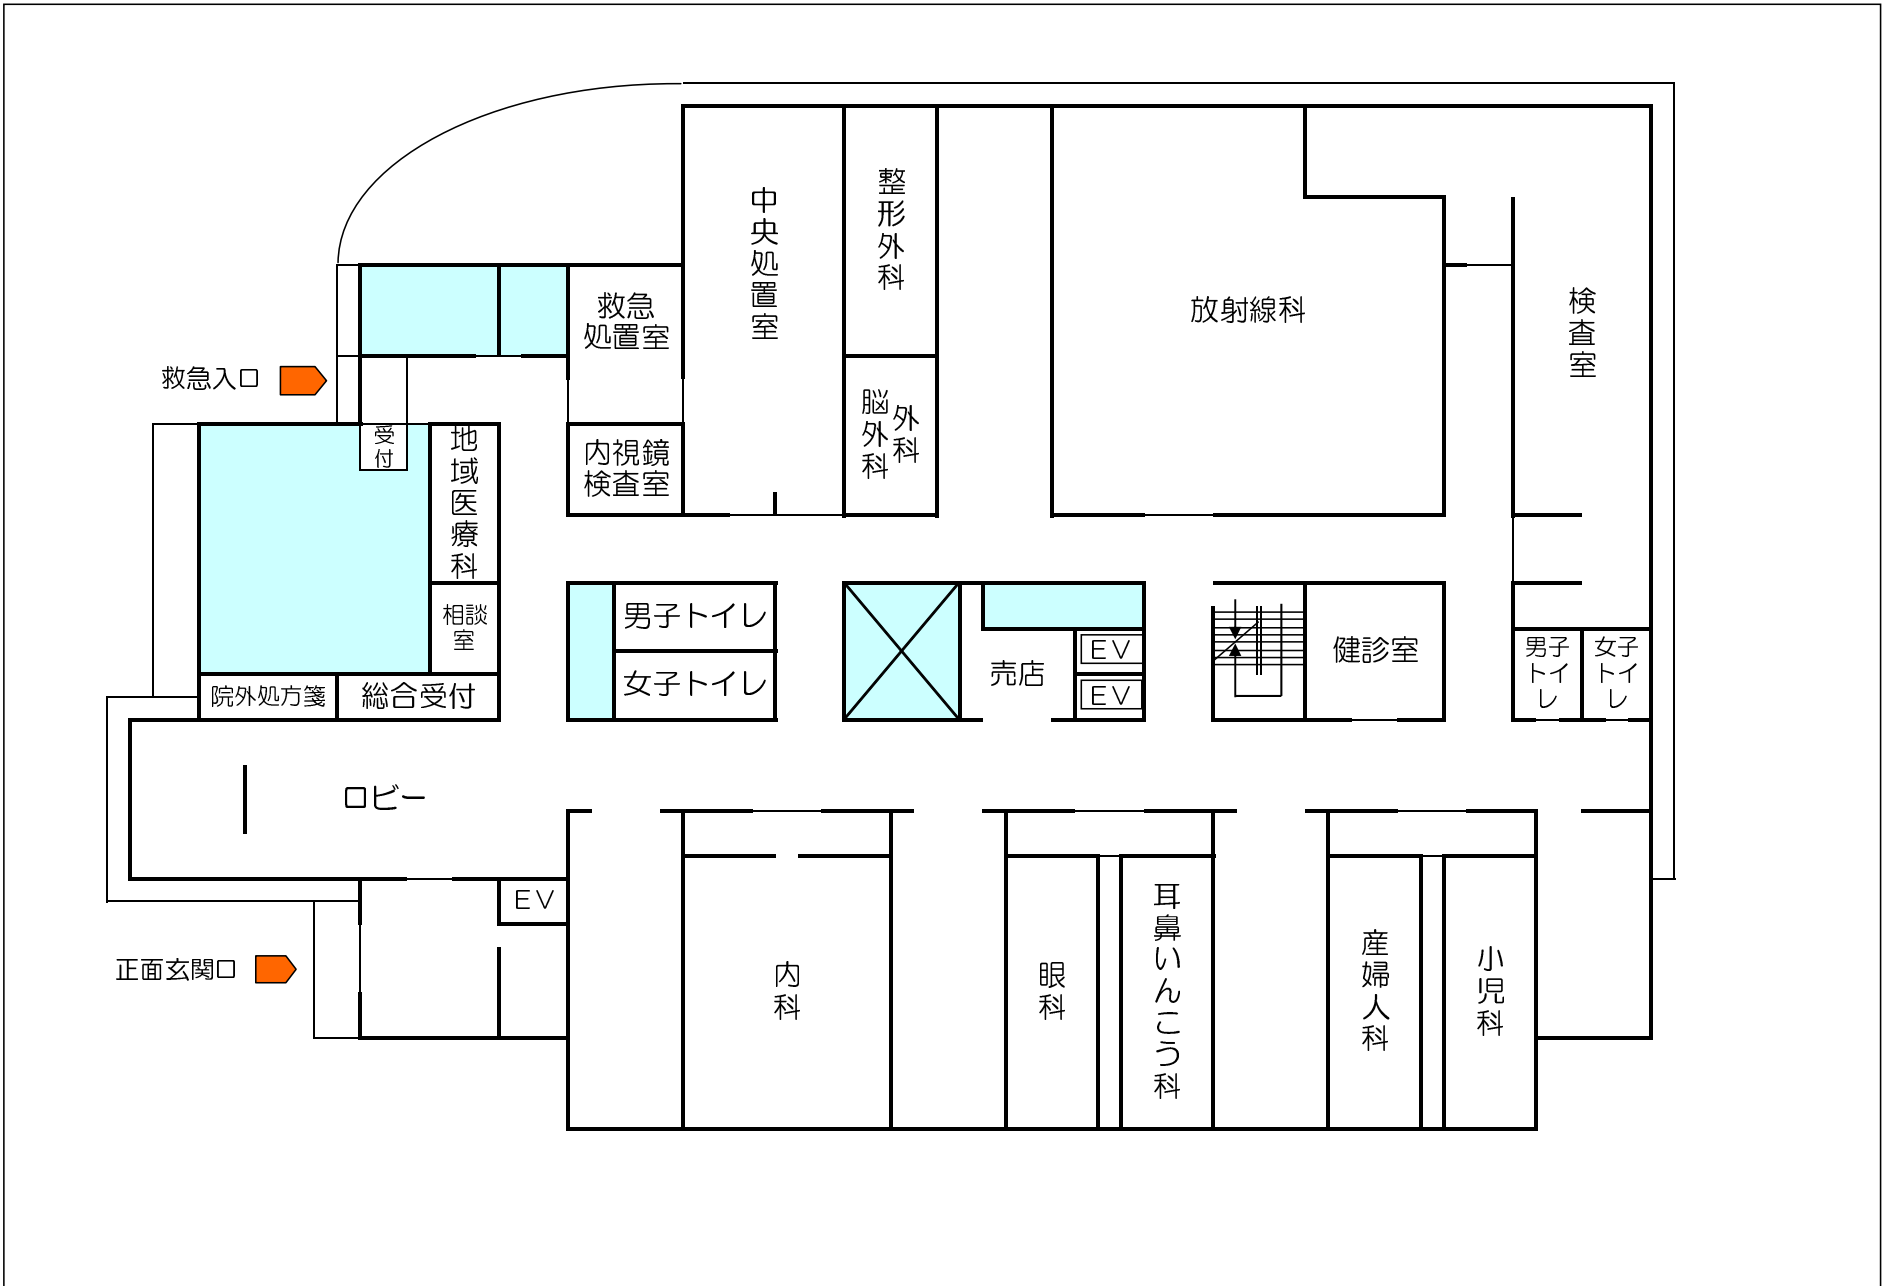 中央処置室
整形外科
脳外科
外科
放射線科
検査室
救急
処置室
救急入口
受付
地域医療科
内視鏡
検査室
相談
室
院外処方箋
総合受付
男子トイレ
女子トイレ
売店
EV
EV
健診室
男子
トイ
レ
女子
トイ
レ
ロビー
EV
正面玄関口
内科
眼科
耳鼻いんこう科
産婦人科
小児科